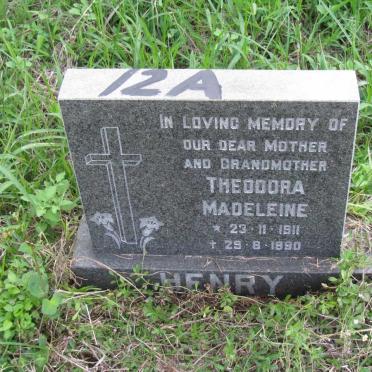 12A
IN LOVING MEMORY OF
OUR DEAR MOTHER
AND GRANDMOTHER
THEODORA
MADELEINE
* 23·11·1911
+ 29·8·1990
HENRY